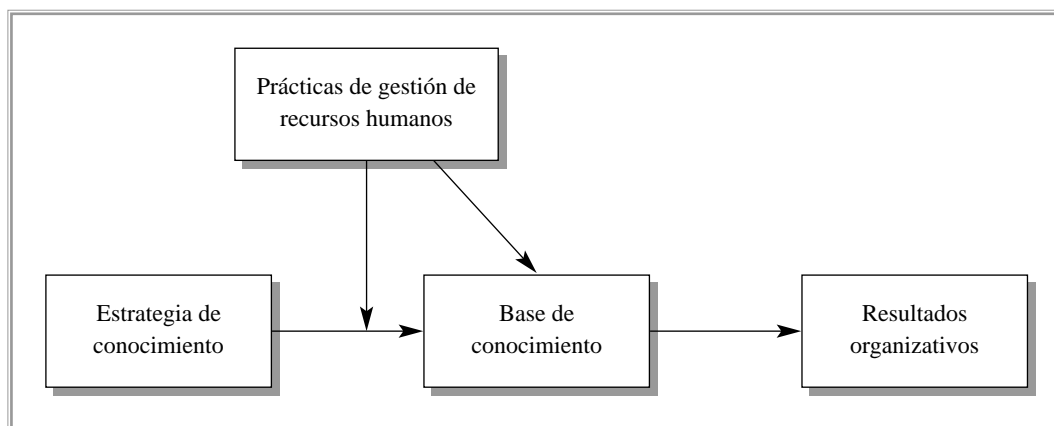 Prácticas de gestión de
recursos humanos
Estrategia de
conocimiento
Base de
conocimiento
Resultados
organizativos